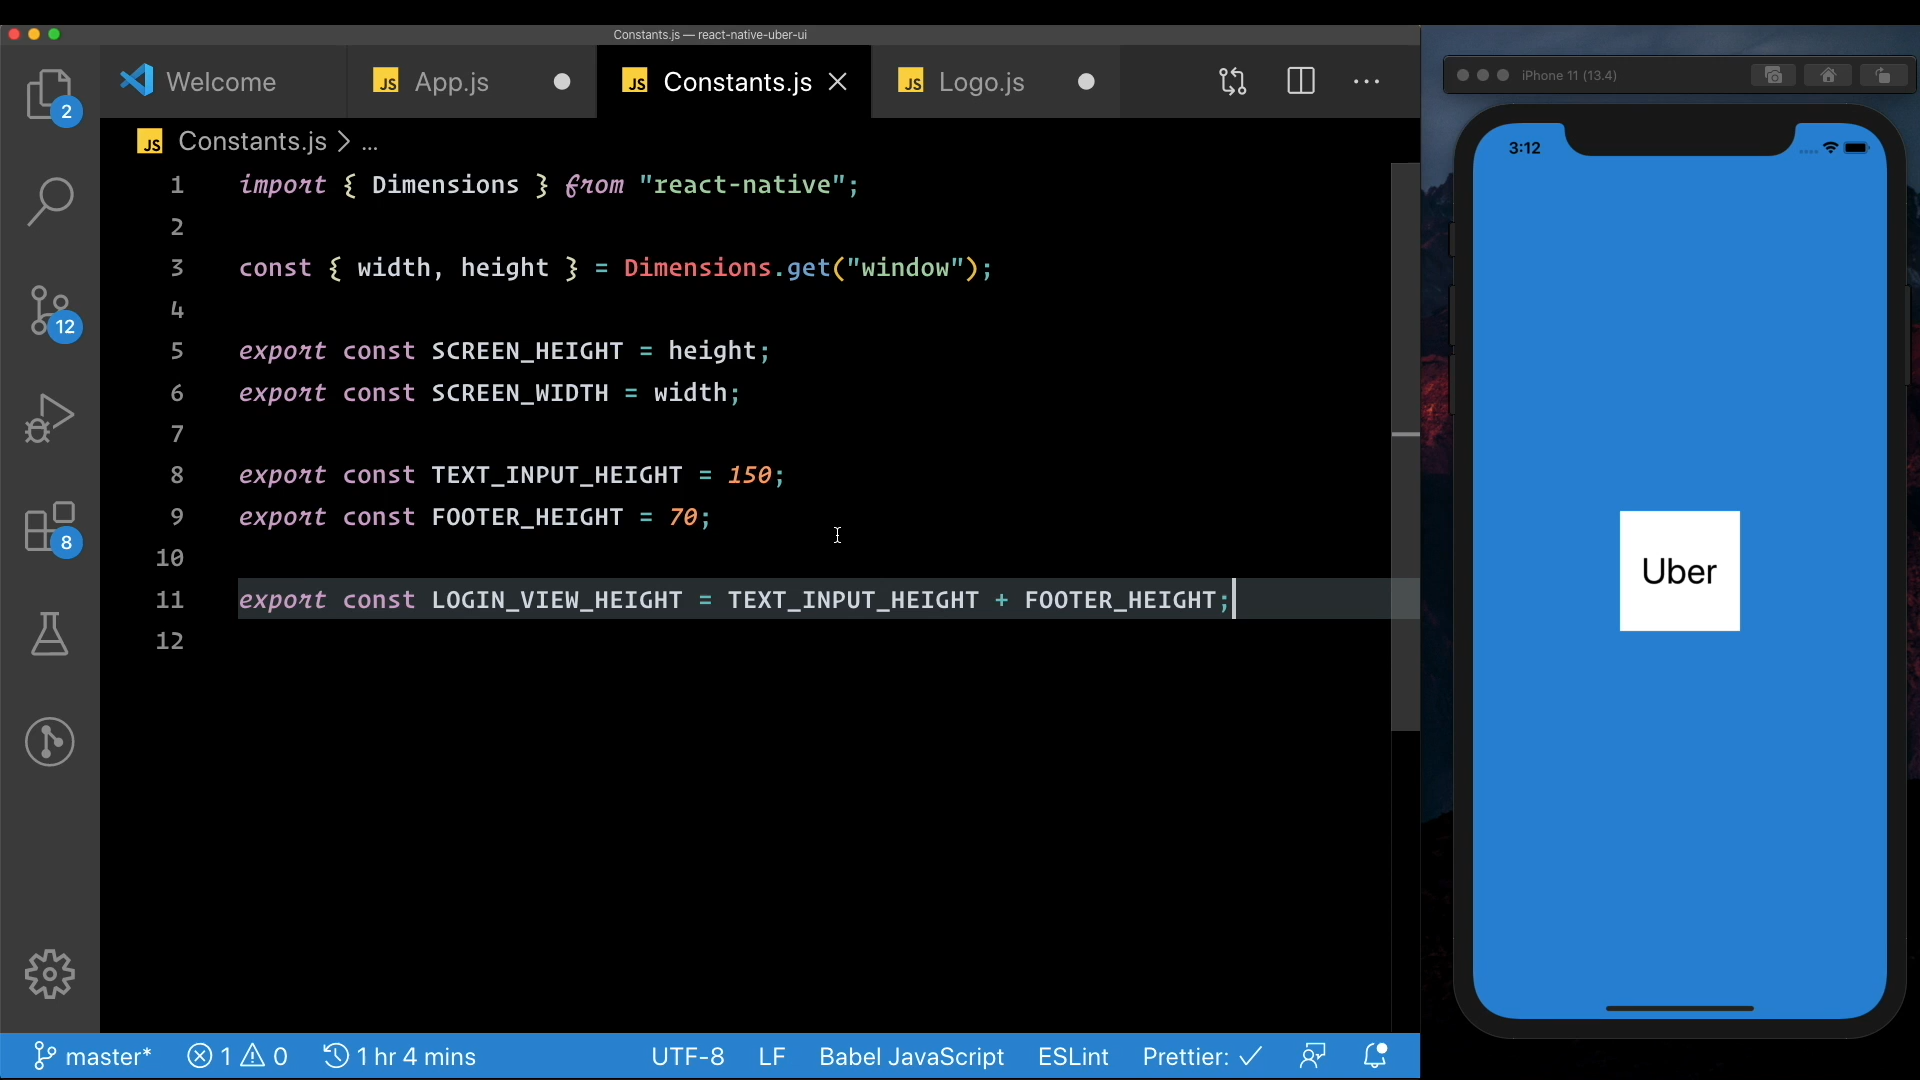 Constants.js — react-native-uber-ui
Welcome
JS App.js
JS Constants.js
JS Logo.js
JS Constants.js > ...
1 import { Dimensions } from "react-native";
2
3 const { width, height } = Dimensions.get("window");
4
5 export const SCREEN_HEIGHT = height;
6 export const SCREEN_WIDTH = width;
7
8 export const TEXT_INPUT_HEIGHT = 150;
9 export const FOOTER_HEIGHT = 70;
10
11 export const LOGIN_VIEW_HEIGHT = TEXT_INPUT_HEIGHT + FOOTER_HEIGHT;
12
2
12
8
master* 1 0 1 hr 4 mins UTF-8 LF Babel JavaScript ESLint Prettier: ✓
iPhone 11 (13.4)
3:12
Uber